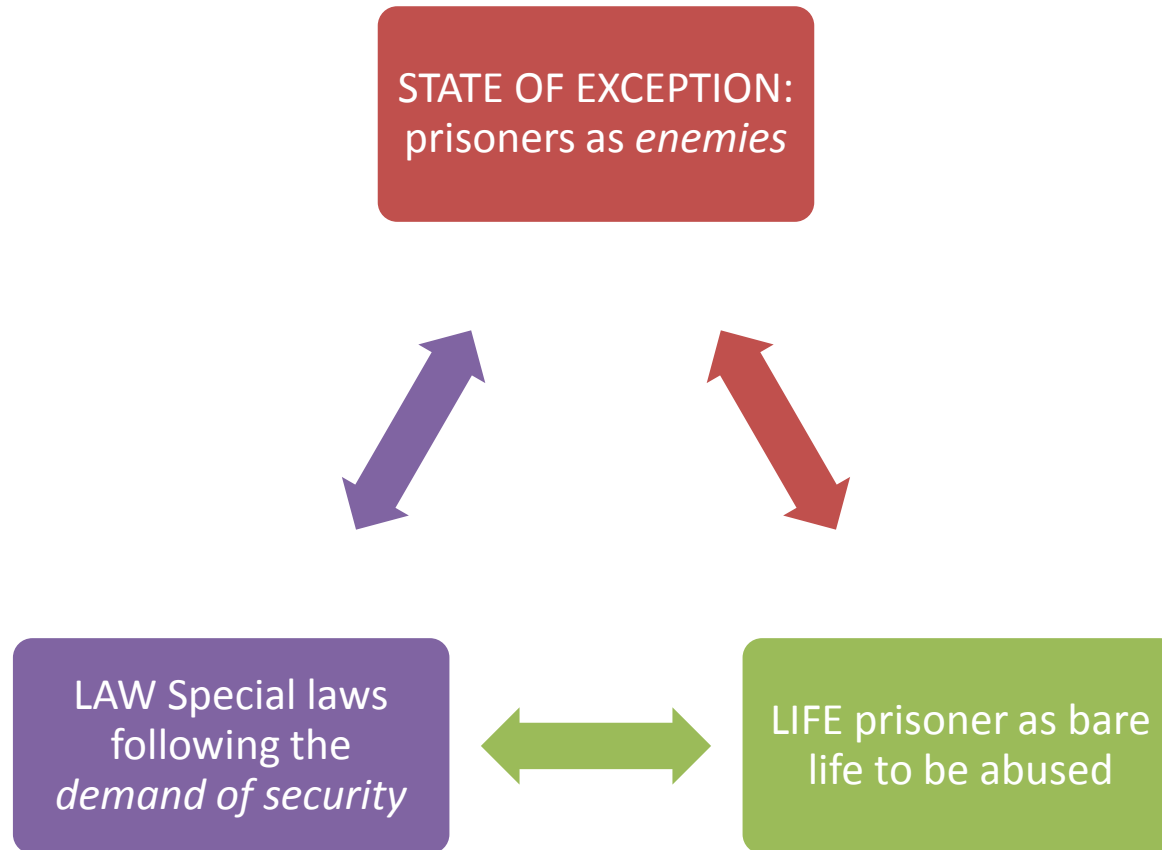 STATE OF EXCEPTION:
prisoners as enemies
LAW Special laws
following the
demand of security
LIFE prisoner as bare
life to be abused